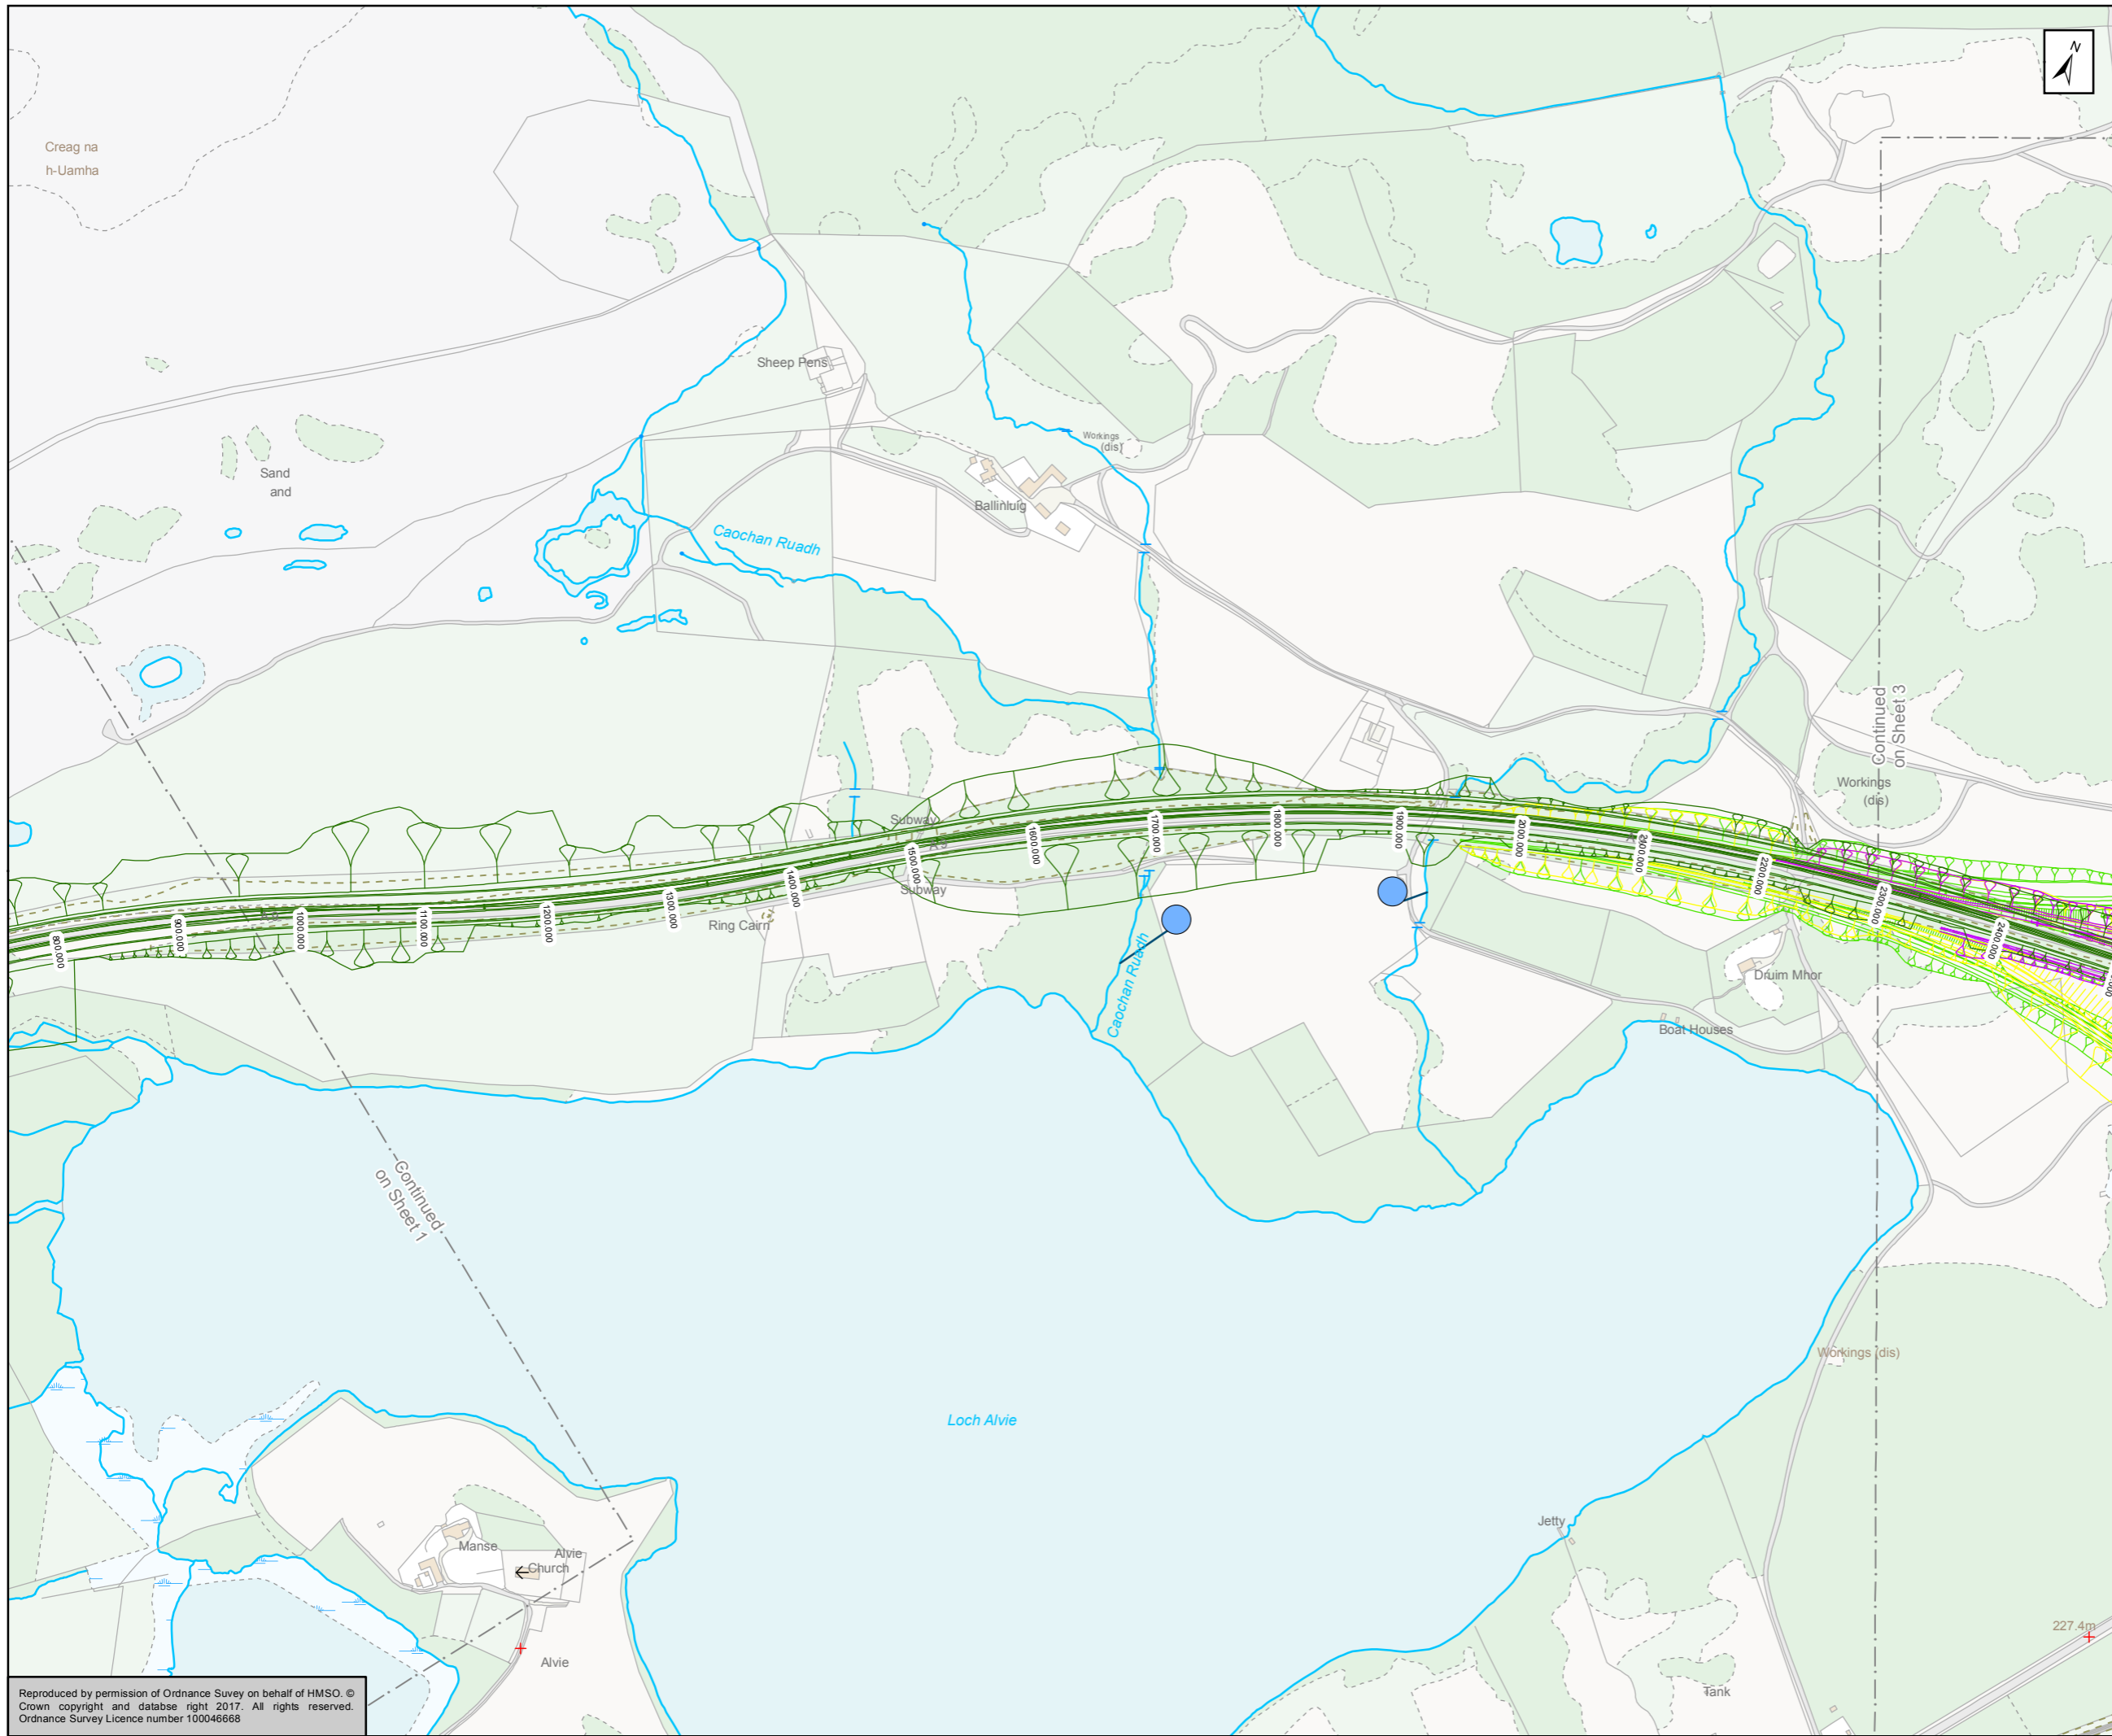 N
Creag na
h-Uamha
Sheep Pens
Workings
(dis)
Sand
and
Ballinluig
Caochan Ruadh
Continued
on Sheet 3
Workings
(dis)
Subway
A9
Subway
Ring Cairn
800.000
900.000
1000.000
1100.000
1200.000
1300.000
1400.000
1500.000
1600.000
1700.000
1800.000
1900.000
2000.000
2100.000
2200.000
2300.000
2400.000
Caochan Ruadh
Druim Mhor
Boat Houses
Continued
on Sheet 1
Workings (dis)
Loch Alvie
Jetty
Manse
Alvie
Church
Alvie
227.4m
Tank
Reproduced by permission of Ordnance Suvey on behalf of HMSO. ©
Crown copyright and databse right 2017. All rights reserved.
Ordnance Survey Licence number 100046668